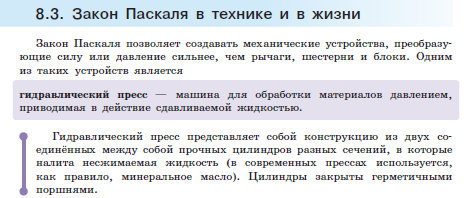 8.3. Закон Паскаля в технике и в жизни
Закон Паскаля позволяет создавать механические устройства, преобразу-
ющие силу или давление сильнее, чем рычаги, шестерни и блоки. Одним
из таких устройств является
гидравлический пресс — машина для обработки материалов давлением,
приводимая в действие сдавливаемой жидкостью.
Гидравлический пресс представляет собой конструкцию из двух со-
единённых между собой прочных цилиндров разных сечений, в которые
налита несжимаемая жидкость (в современных прессах используется,
как правило, минеральное масло). Цилиндры закрыты герметичными
поршнями.